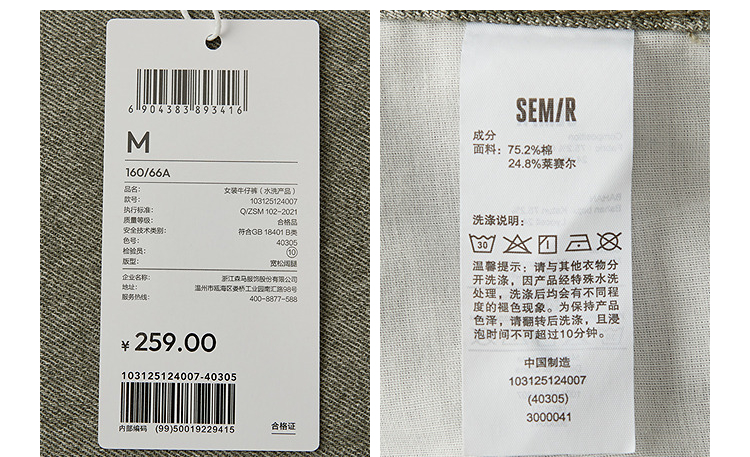 6 904383 893416
M
160/66A
品名: 女装牛仔裤（水洗产品）
款号: 103125124007
执行标准: Q/ZSM 102-2021
质量等级: 合格品
安全技术类别: 符合GB 18401 B类
色号: 40305
检验员: 10
版型: 宽松阔腿
企业名称: 浙江森马服饰股份有限公司
地址: 温州市瓯海区娄桥工业园南汇路98号
服务热线: 400-8877-588
¥ 259.00
103125124007-40305
内部编码 (99)50019229415
合格证
SEM/R
成分
面料: 75.2%棉
24.8%莱赛尔
洗涤说明:
30
温馨提示: 请与其他衣物分
开洗涤, 因产品经特殊水洗
处理, 洗涤后均会有不同程
度的褪色现象。为保持产品
色泽, 请翻转后洗涤, 且浸
泡时间不可超过10分钟。
中国制造
103125124007
(40305)
3000041